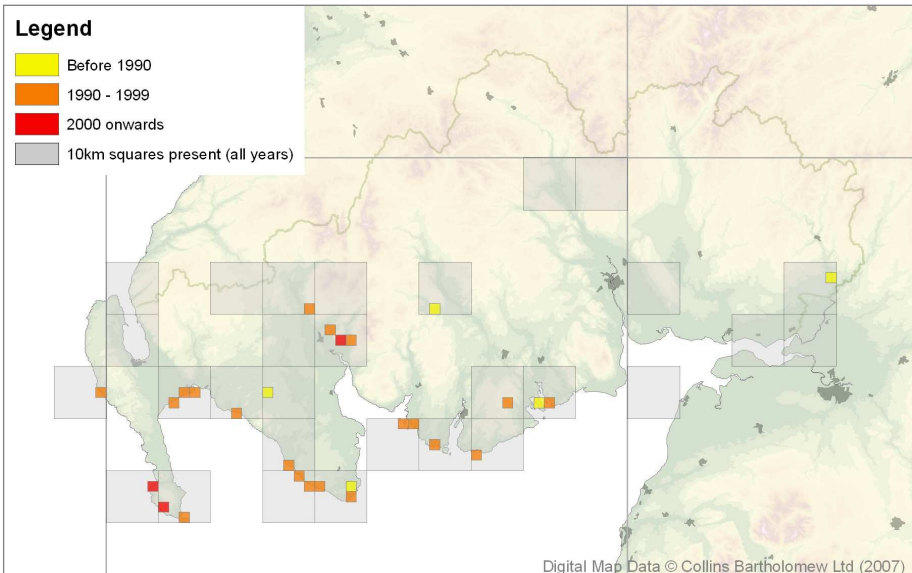 Legend
Before 1990
1990 - 1999
2000 onwards
10km squares present (all years)
Digital Map Data © Collins Bartholomew Ltd (2007)